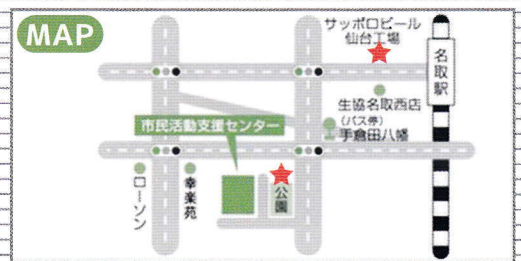 MAP
サッポロビール
仙台工場
名取駅
生協名取西店
(バス停)
手倉田八幡
市民活動支援センター
公園
幸楽苑
ローソン